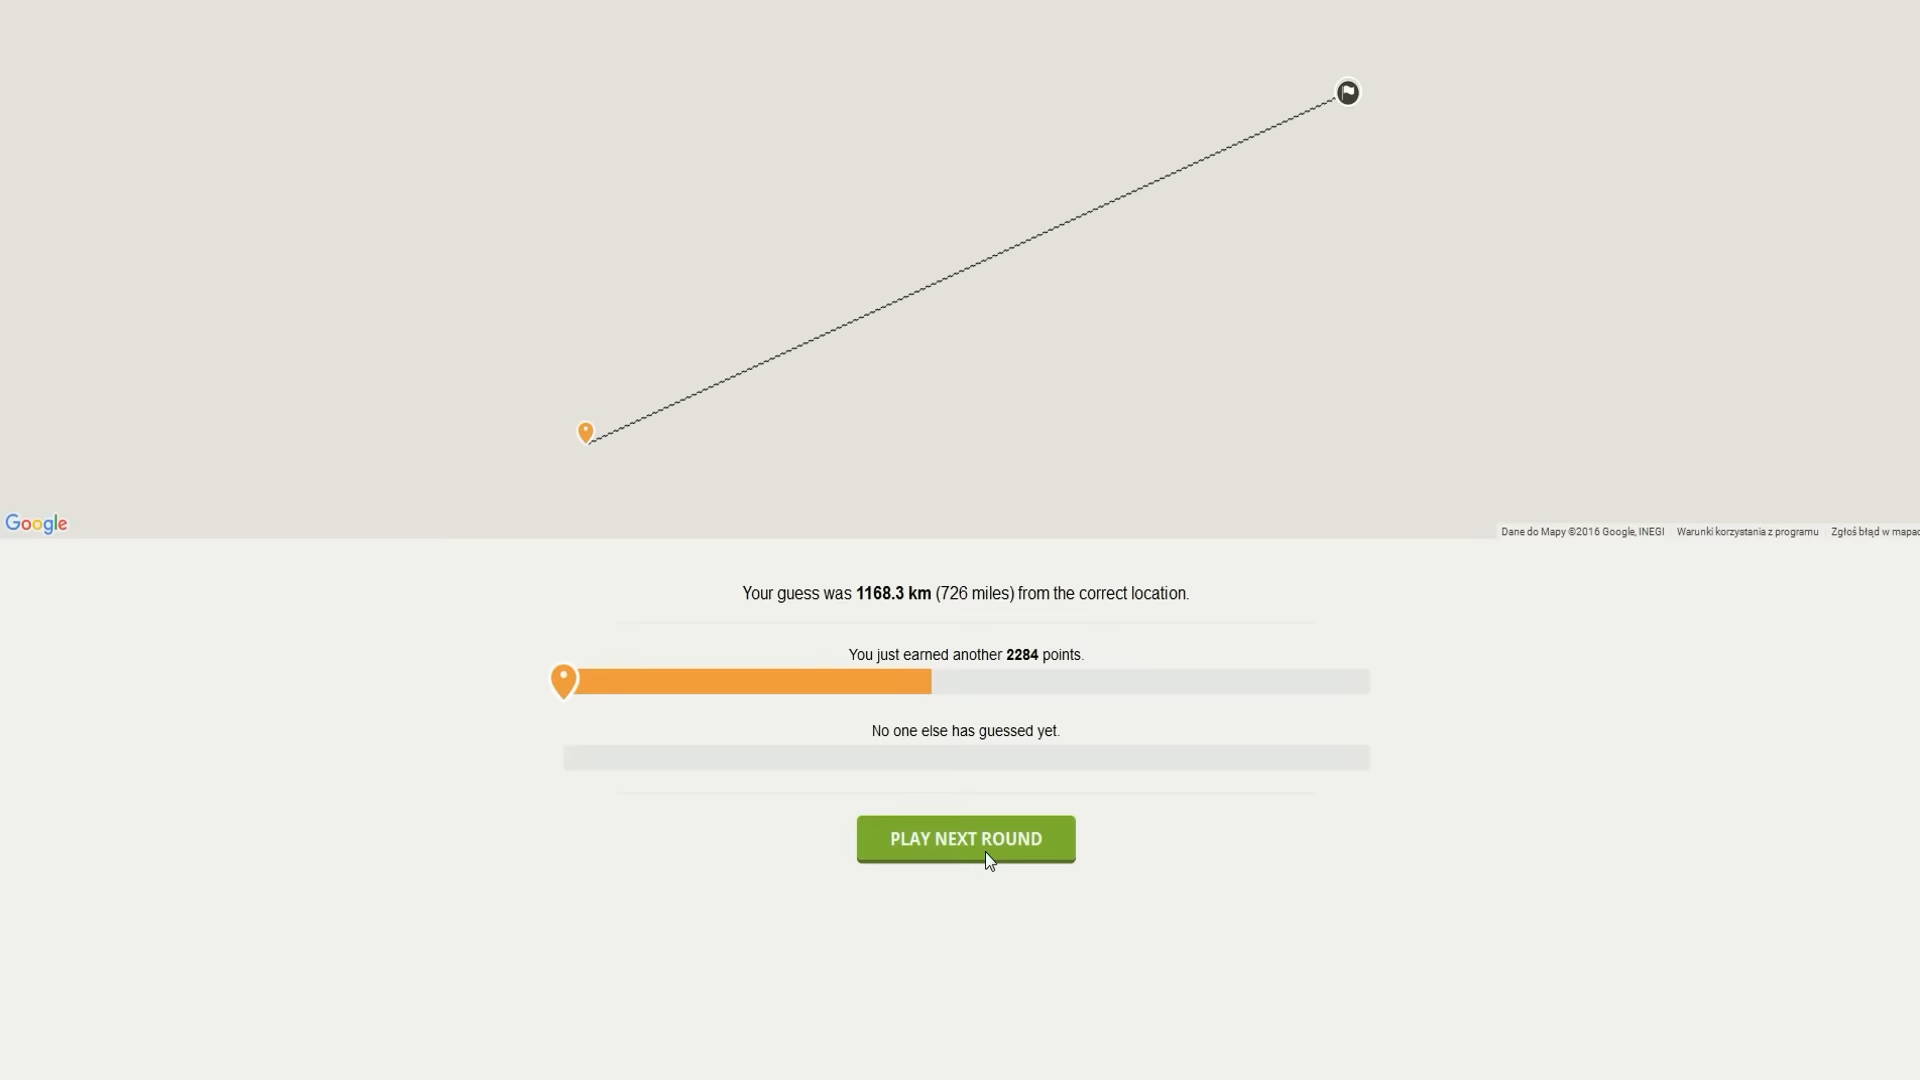 Google
Dane do Mapy ©2016 Google, INEGI Warunki korzystania z programu Zgłoś błąd w mapac
Your guess was 1168.3 km (726 miles) from the correct location.
You just earned another 2284 points.
No one else has guessed yet.
PLAY NEXT ROUND